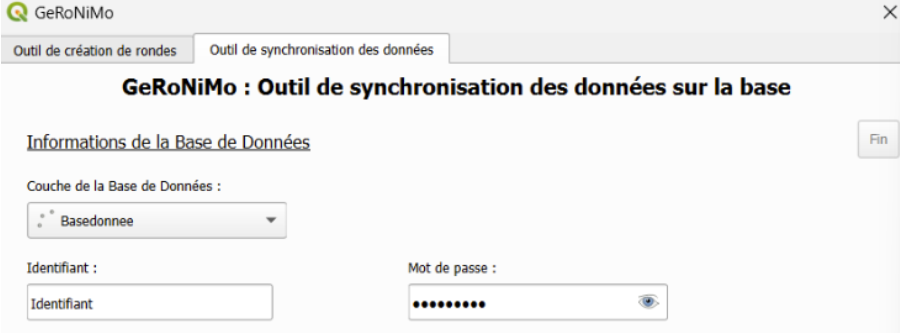 GeRoNiMo
Outil de création de rondes
Outil de synchronisation des données
GeRoNiMo : Outil de synchronisation des données sur la base
Informations de la Base de Données
Fin
Couche de la Base de Données :
Basedonnee
Identifiant :
Mot de passe :
Identifiant
•••••••••